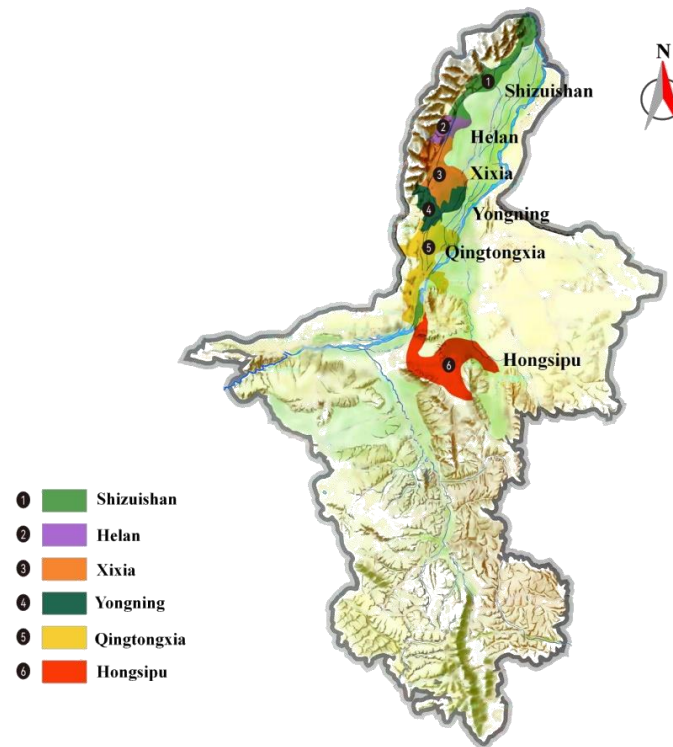 N
1
Shizuishan
2
Helan
3
Xixia
4
Yongning
5
Qingtongxia
6
Hongsipu
1 Shizuishan
2 Helan
3 Xixia
4 Yongning
5 Qingtongxia
6 Hongsipu